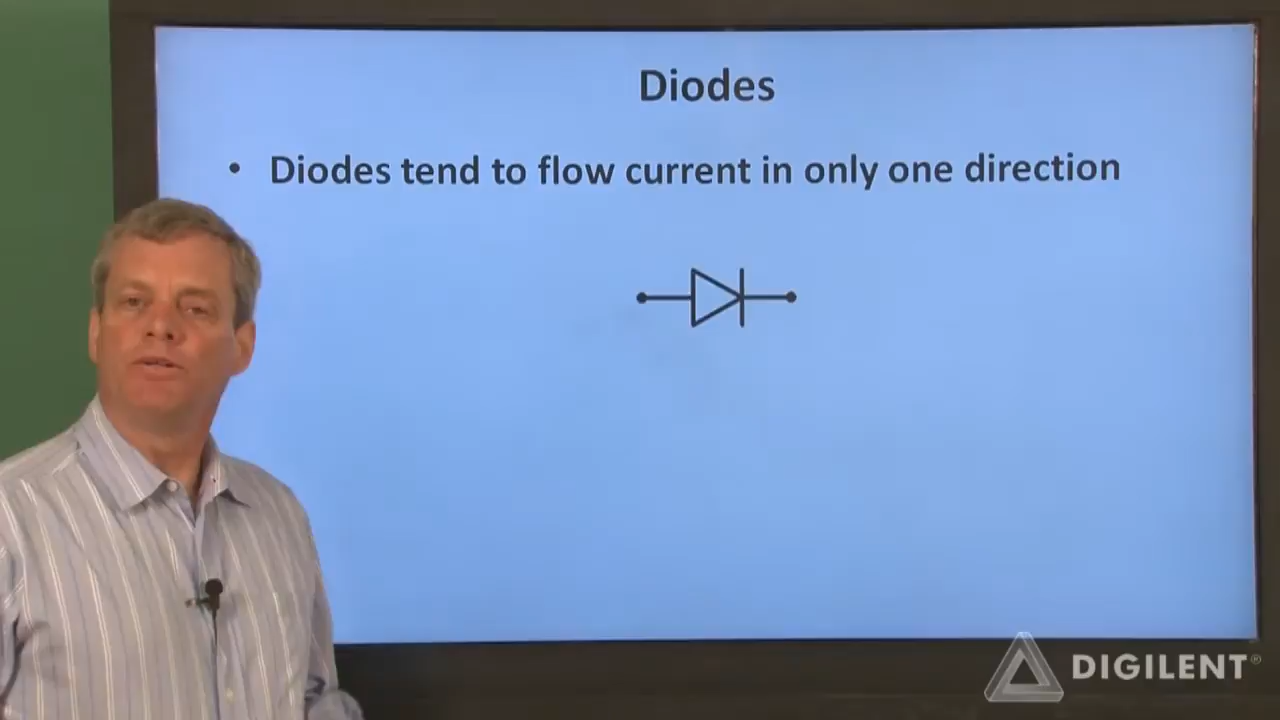 Diodes
• Diodes tend to flow current in only one direction
DIGILENT®